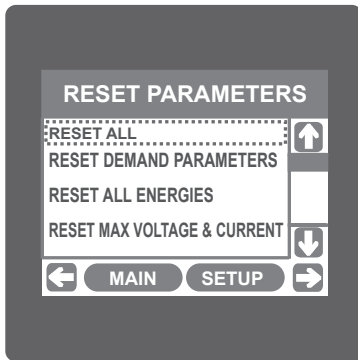 RESET PARAMETERS
RESET ALL
RESET DEMAND PARAMETERS
RESET ALL ENERGIES
RESET MAX VOLTAGE & CURRENT
MAIN SETUP